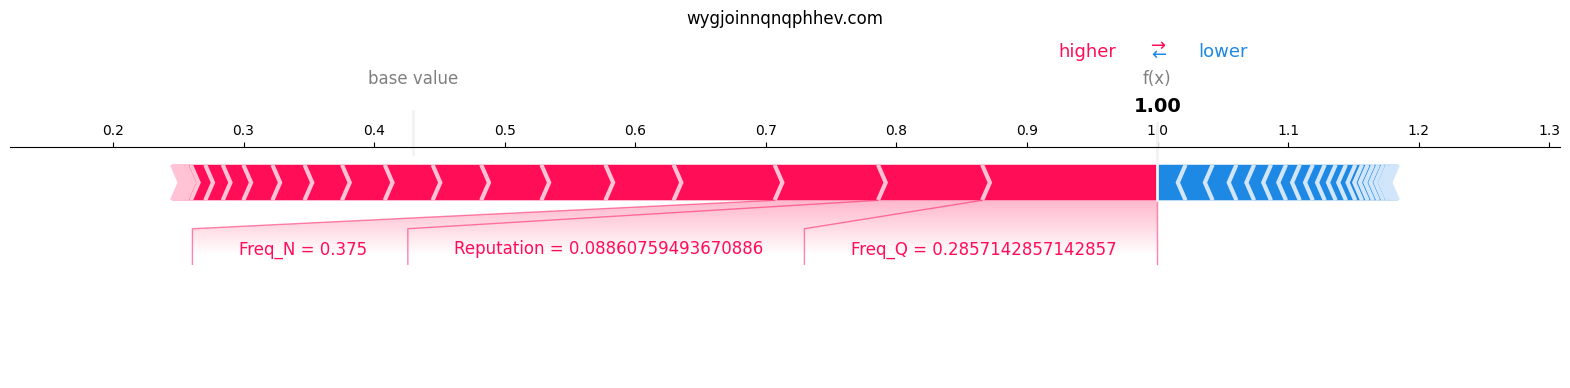 wygjoinnqnqphhev.com
higher ⇄ lower
base value f(x)
1.00
0.2 0.3 0.4 0.5 0.6 0.7 0.8 0.9 1.0 1.1 1.2 1.3
Freq_N = 0.375 Reputation = 0.08860759493670886 Freq_Q = 0.2857142857142857